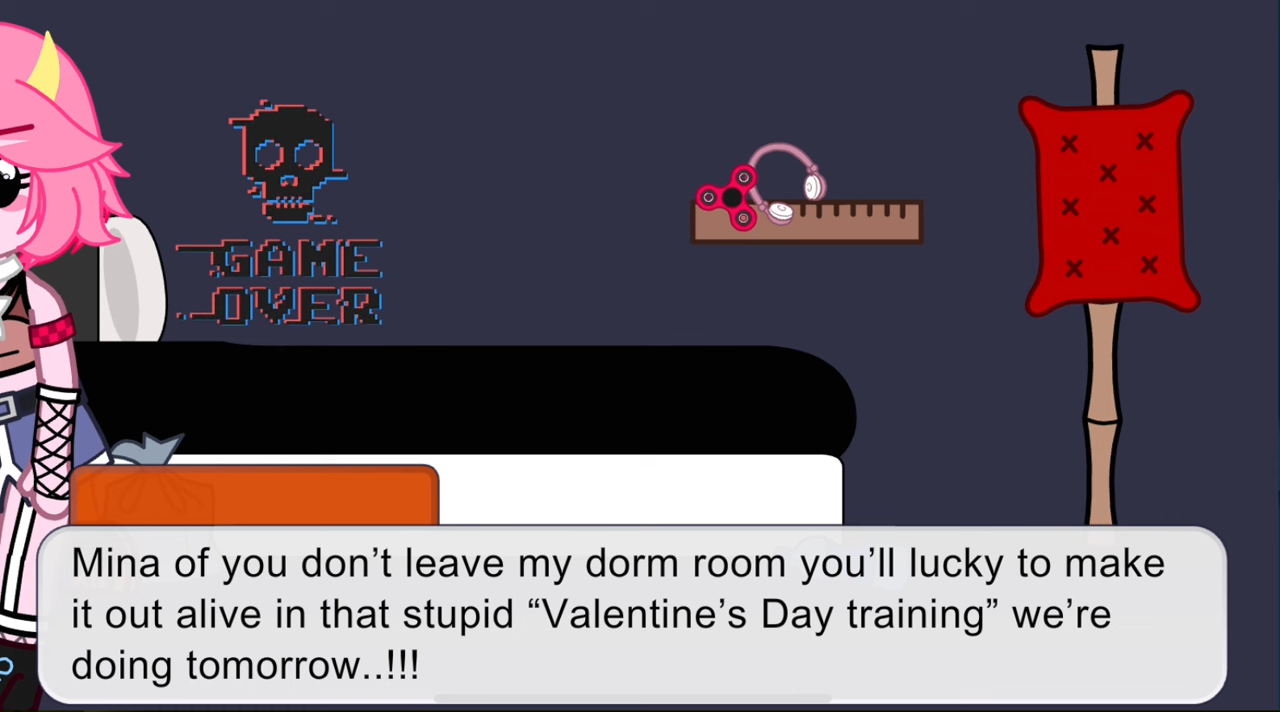 GAME
OVER
Mina of you don’t leave my dorm room you’ll lucky to make
it out alive in that stupid “Valentine’s Day training” we’re
doing tomorrow..!!!